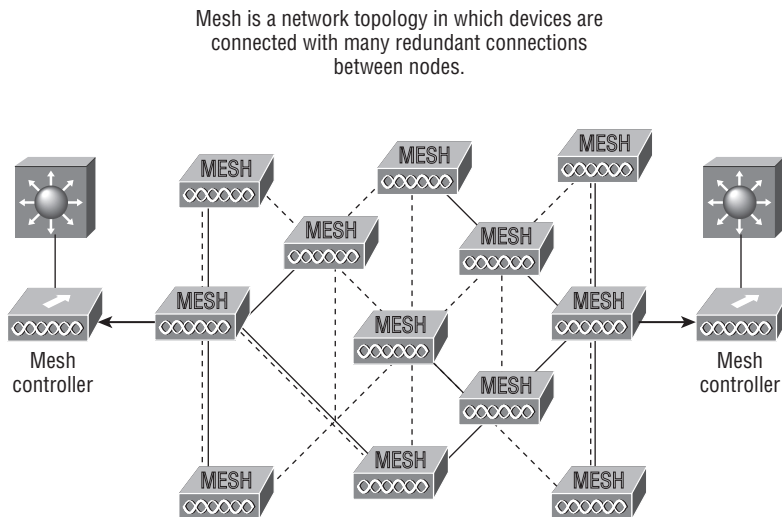 Mesh is a network topology in which devices are
connected with many redundant connections
between nodes.
MESH
MESH
MESH
MESH
MESH
MESH
MESH
MESH
MESH
MESH
MESH
MESH
Mesh
controller
Mesh
controller